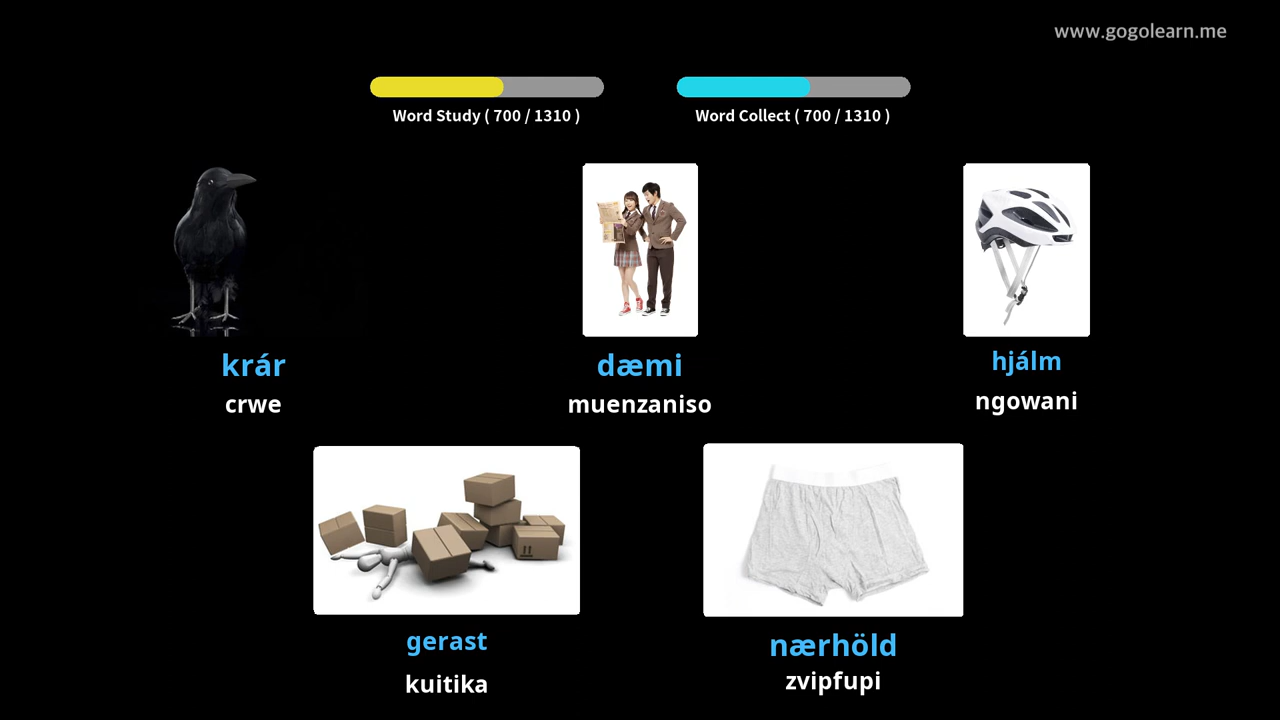 www.gogolearn.me
Word Study ( 700 / 1310 )
Word Collect ( 700 / 1310 )
krár
crwe
dæmi
muenzaniso
hjálm
ngowani
gerast
kuitika
nærhöld
zvipfupi